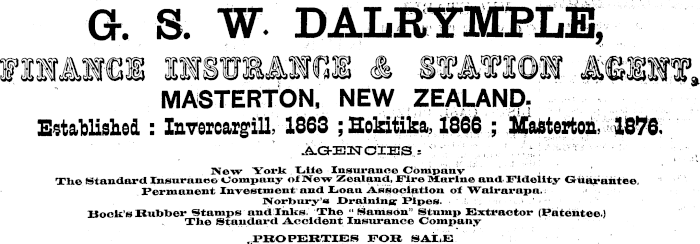 G. S. W. DALRYMPLE,
FINANCE INSURANCE & STATION AGENT,
MASTERTON, NEW ZEALAND.
Established : Invercargill, 1863 ; Hokitika, 1866 ; Masterton, 1876.
AGENCIES :
New York Life Insurance Company
The Standard Insurance Company of New Zealand, Fire Marine and Fidelity Guarantee.
Permanent Investment and Loan Association of Wairarapa.
Norbury's Draining Pipes.
Bock's Rubber Stamps and Inks. The "Samson" Stump Extractor (Patentee.)
The Standard Accident Insurance Company
PROPERTIES FOR SALE